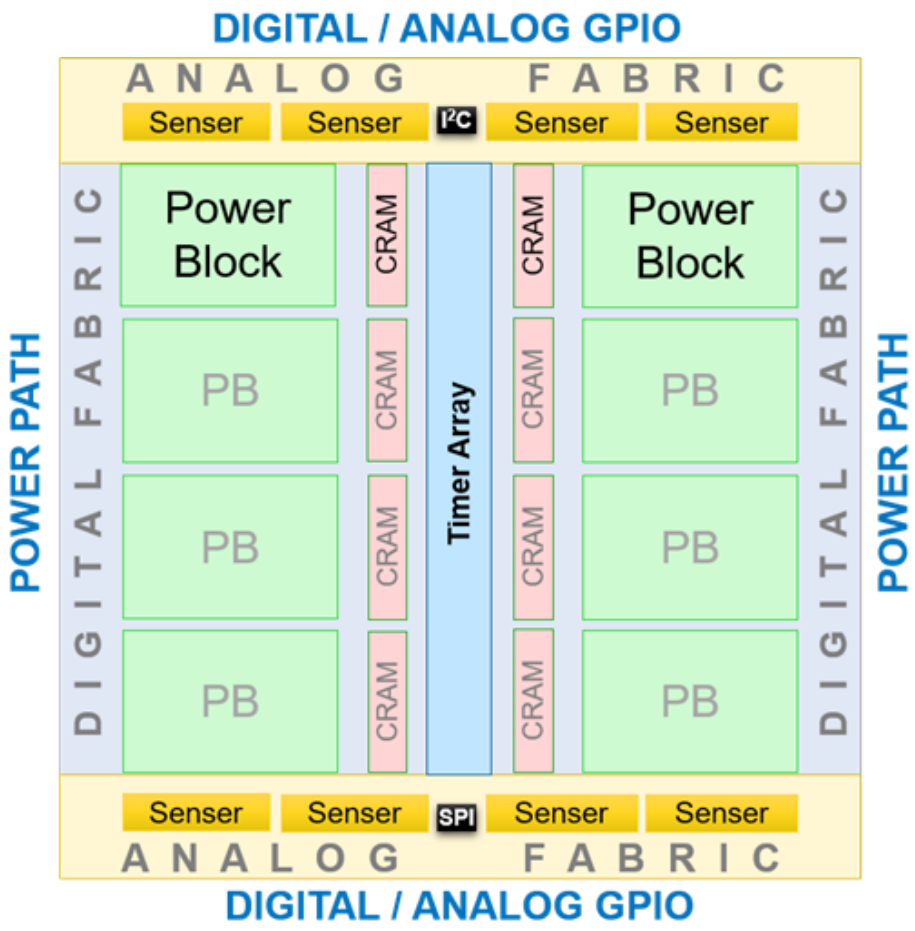 DIGITAL / ANALOG GPIO
ANALOG FABRIC
Senser Senser I²C Senser Senser
POWER PATH
DIGITAL FABRIC
Power
Block
CRAM
Timer Array
CRAM
Power
Block
DIGITAL FABRIC
POWER PATH
PB CRAM CRAM PB
PB CRAM CRAM PB
PB CRAM CRAM PB
Senser Senser SPI Senser Senser
ANALOG FABRIC
DIGITAL / ANALOG GPIO